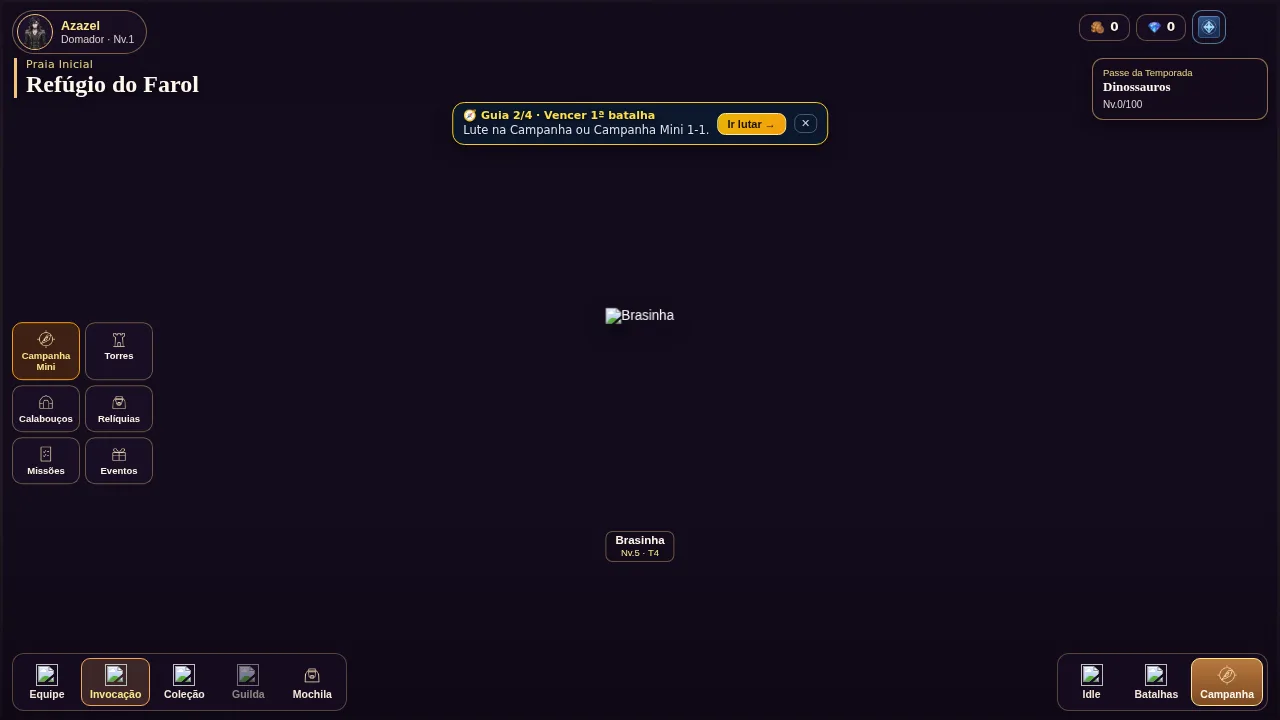 Azazel
Domador · Nv.1
0
0
Praia Inicial
Refúgio do Farol
Passe da Temporada
Dinossauros
Nv.0/100
🧭 Guia 2/4 · Vencer 1ª batalha
Lute na Campanha ou Campanha Mini 1-1.
Ir lutar →
✕
Brasinha
Campanha
Mini
Torres
Calabouços
Relíquias
Missões
Eventos
Brasinha
Nv.5 · T4
Equipe
Invocação
Coleção
Guilda
Mochila
Idle
Batalhas
Campanha